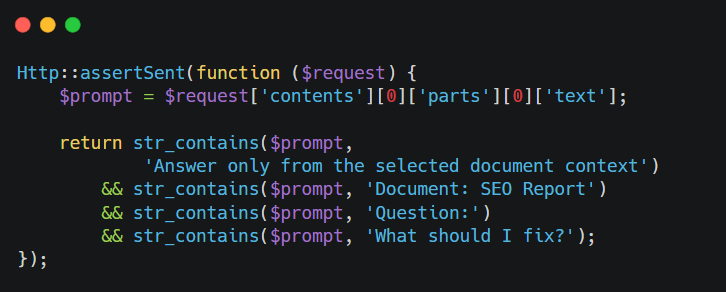 Http::assertSent(function ($request) {
    $prompt = $request['contents'][0]['parts'][0]['text'];

    return str_contains($prompt,
            'Answer only from the selected document context')
        && str_contains($prompt, 'Document: SEO Report')
        && str_contains($prompt, 'Question:')
        && str_contains($prompt, 'What should I fix?');
});